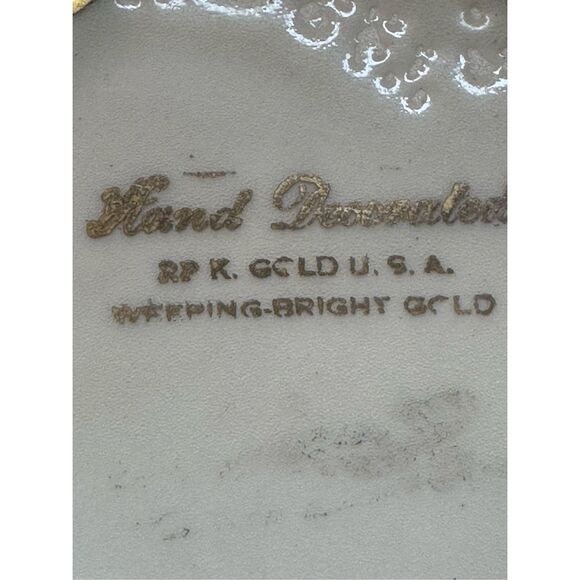 Hand Decorated
22 K. GOLD U. S. A.
WEEPING-BRIGHT GOLD